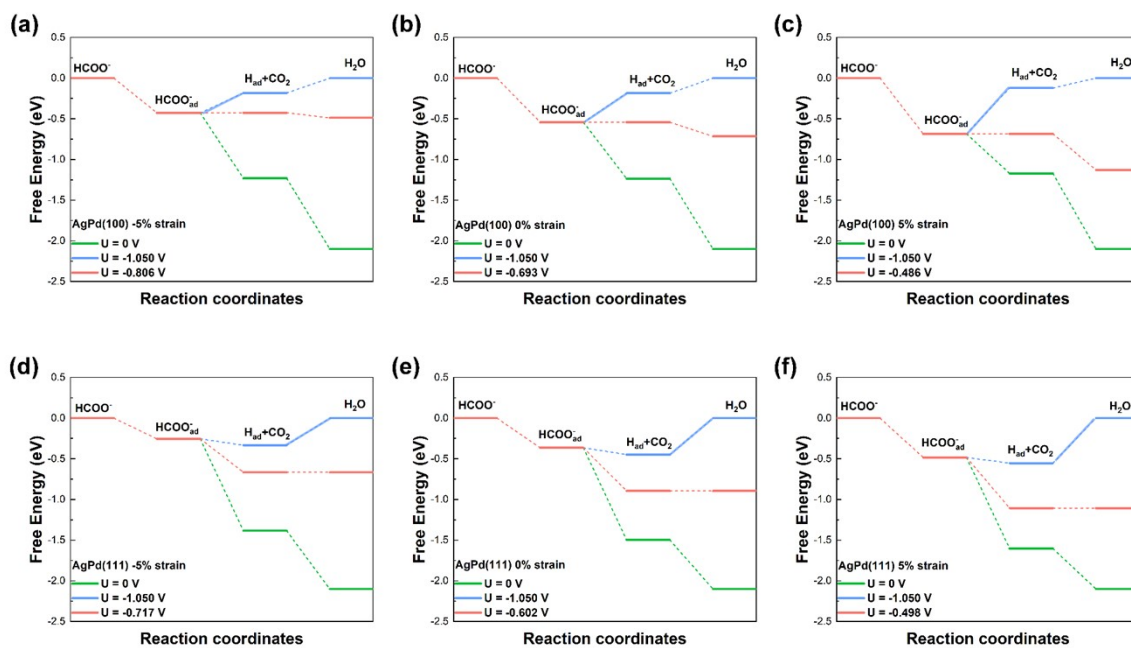 (a)
Free Energy (eV)
0.5
0.0
-0.5
-1.0
-1.5
-2.0
-2.5
HCOO⁻
HCOO⁻ad
Had+CO₂
H₂O
AgPd(100) -5% strain
U = 0 V
U = -1.050 V
U = -0.806 V
Reaction coordinates
(b)
Free Energy (eV)
0.5
0.0
-0.5
-1.0
-1.5
-2.0
-2.5
HCOO⁻
HCOO⁻ad
Had+CO₂
H₂O
AgPd(100) 0% strain
U = 0 V
U = -1.050 V
U = -0.693 V
Reaction coordinates
(c)
Free Energy (eV)
0.5
0.0
-0.5
-1.0
-1.5
-2.0
-2.5
HCOO⁻
HCOO⁻ad
Had+CO₂
H₂O
AgPd(100) 5% strain
U = 0 V
U = -1.050 V
U = -0.486 V
Reaction coordinates
(d)
Free Energy (eV)
0.5
0.0
-0.5
-1.0
-1.5
-2.0
-2.5
HCOO⁻
HCOO⁻ad
Had+CO₂
H₂O
AgPd(111) -5% strain
U = 0 V
U = -1.050 V
U = -0.717 V
Reaction coordinates
(e)
Free Energy (eV)
0.5
0.0
-0.5
-1.0
-1.5
-2.0
-2.5
HCOO⁻
HCOO⁻ad
Had+CO₂
H₂O
AgPd(111) 0% strain
U = 0 V
U = -1.050 V
U = -0.602 V
Reaction coordinates
(f)
Free Energy (eV)
0.5
0.0
-0.5
-1.0
-1.5
-2.0
-2.5
HCOO⁻
HCOO⁻ad
Had+CO₂
H₂O
AgPd(111) 5% strain
U = 0 V
U = -1.050 V
U = -0.498 V
Reaction coordinates